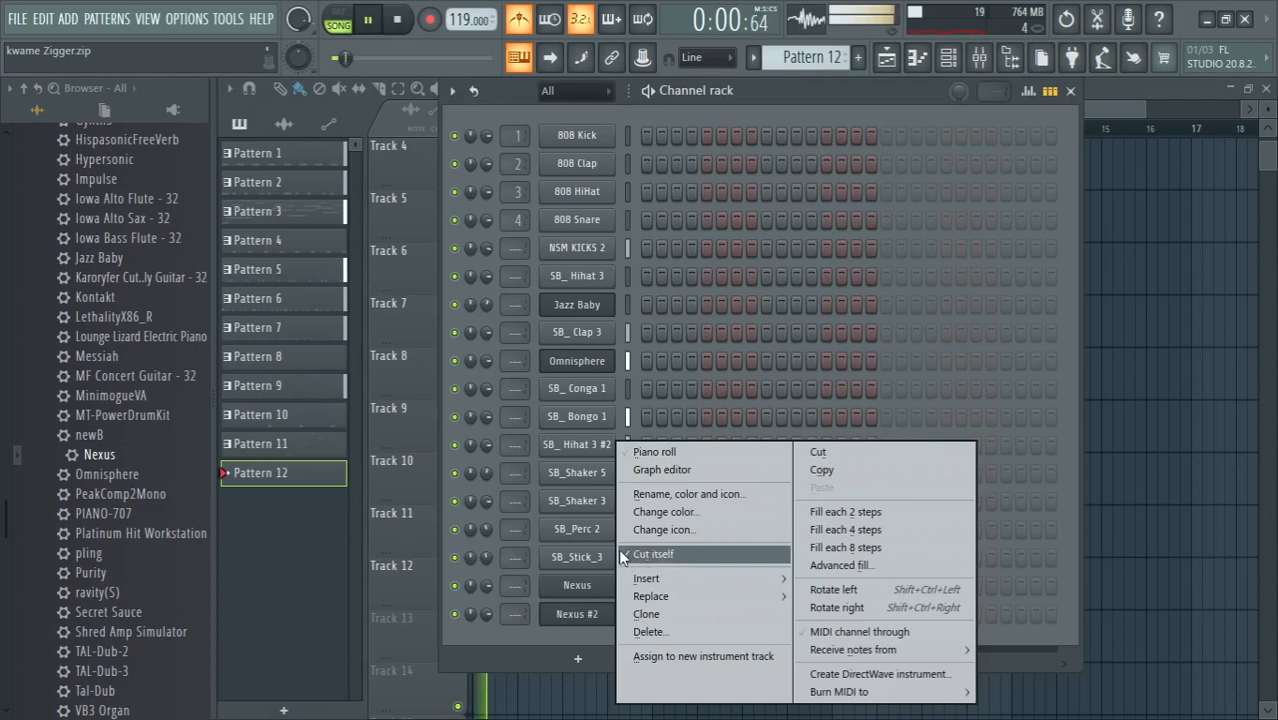 FILE EDIT ADD PATTERNS VIEW OPTIONS TOOLS HELP
PAT
SONG
119.000
3.2
0:00:64
M:S:CS
19
764 MB
4
kwame Zigger.zip
Line
Pattern 12
01/03 FL
STUDIO 20.8.2
Browser - All
HispasonicFreeVerb
Hypersonic
Impulse
Iowa Alto Flute - 32
Iowa Alto Sax - 32
Iowa Bass Flute - 32
Jazz Baby
Karoryfer Cut..ly Guitar - 32
Kontakt
LethalityX86_R
Lounge Lizard Electric Piano
Messiah
MF Concert Guitar - 32
MinimogueVA
MT-PowerDrumKit
newB
Nexus
Omnisphere
PeakComp2Mono
PIANO-707
Platinum Hit Workstation
pling
Purity
ravity(S)
Secret Sauce
Shred Amp Simulator
TAL-Dub-2
TAL-Dub-3
Tal-Dub
VB3 Organ
Pattern 1
Pattern 2
Pattern 3
Pattern 4
Pattern 5
Pattern 6
Pattern 7
Pattern 8
Pattern 9
Pattern 10
Pattern 11
Pattern 12
NOTE
Track 4
Track 5
Track 6
Track 7
Track 8
Track 9
Track 10
Track 11
Track 12
Track 13
Track 14
All
Channel rack
15
16
17
18
1 808 Kick
2 808 Clap
3 808 HiHat
4 808 Snare
NSM KICKS 2
SB_ Hihat 3
Jazz Baby
SB_ Clap 3
Omnisphere
SB_ Conga 1
SB_ Bongo 1
SB_ Hihat 3 #2
SB_Shaker 5
SB_Shaker 3
SB_Perc 2
SB_Stick_3
Nexus
Nexus #2
Piano roll
Graph editor
Rename, color and icon...
Change color...
Change icon...
Cut itself
Insert
Replace
Clone
Delete...
Assign to new instrument track
Cut
Copy
Paste
Fill each 2 steps
Fill each 4 steps
Fill each 8 steps
Advanced fill...
Rotate left Shift+Ctrl+Left
Rotate right Shift+Ctrl+Right
MIDI channel through
Receive notes from
Create DirectWave instrument...
Burn MIDI to